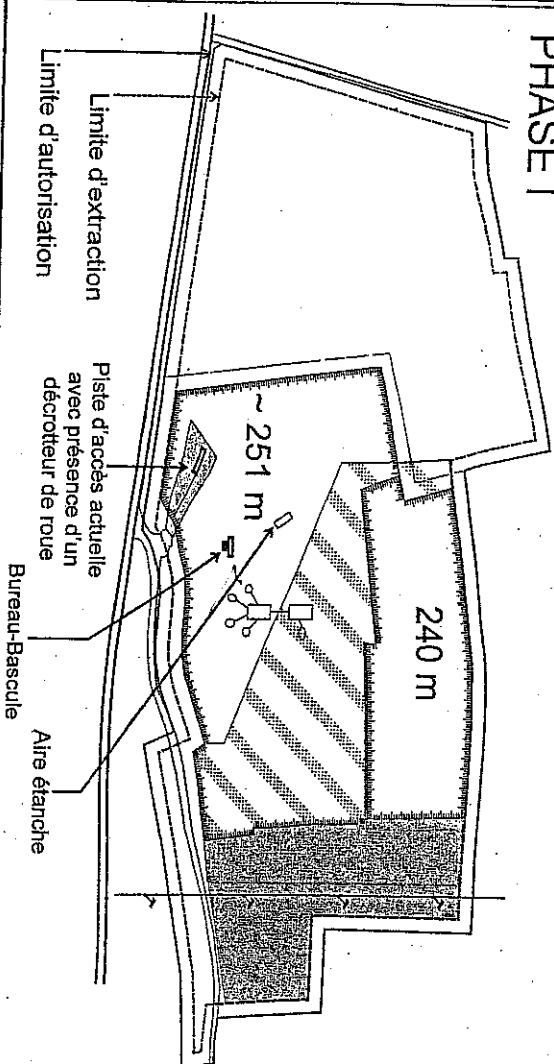 PHASE I
240 m
~ 251 m
Limite d'extraction
Limite d'autorisation
Piste d'accès actuelle
avec présence d'un
décrotteur de roue
Bureau-Bascule
Aire étanche